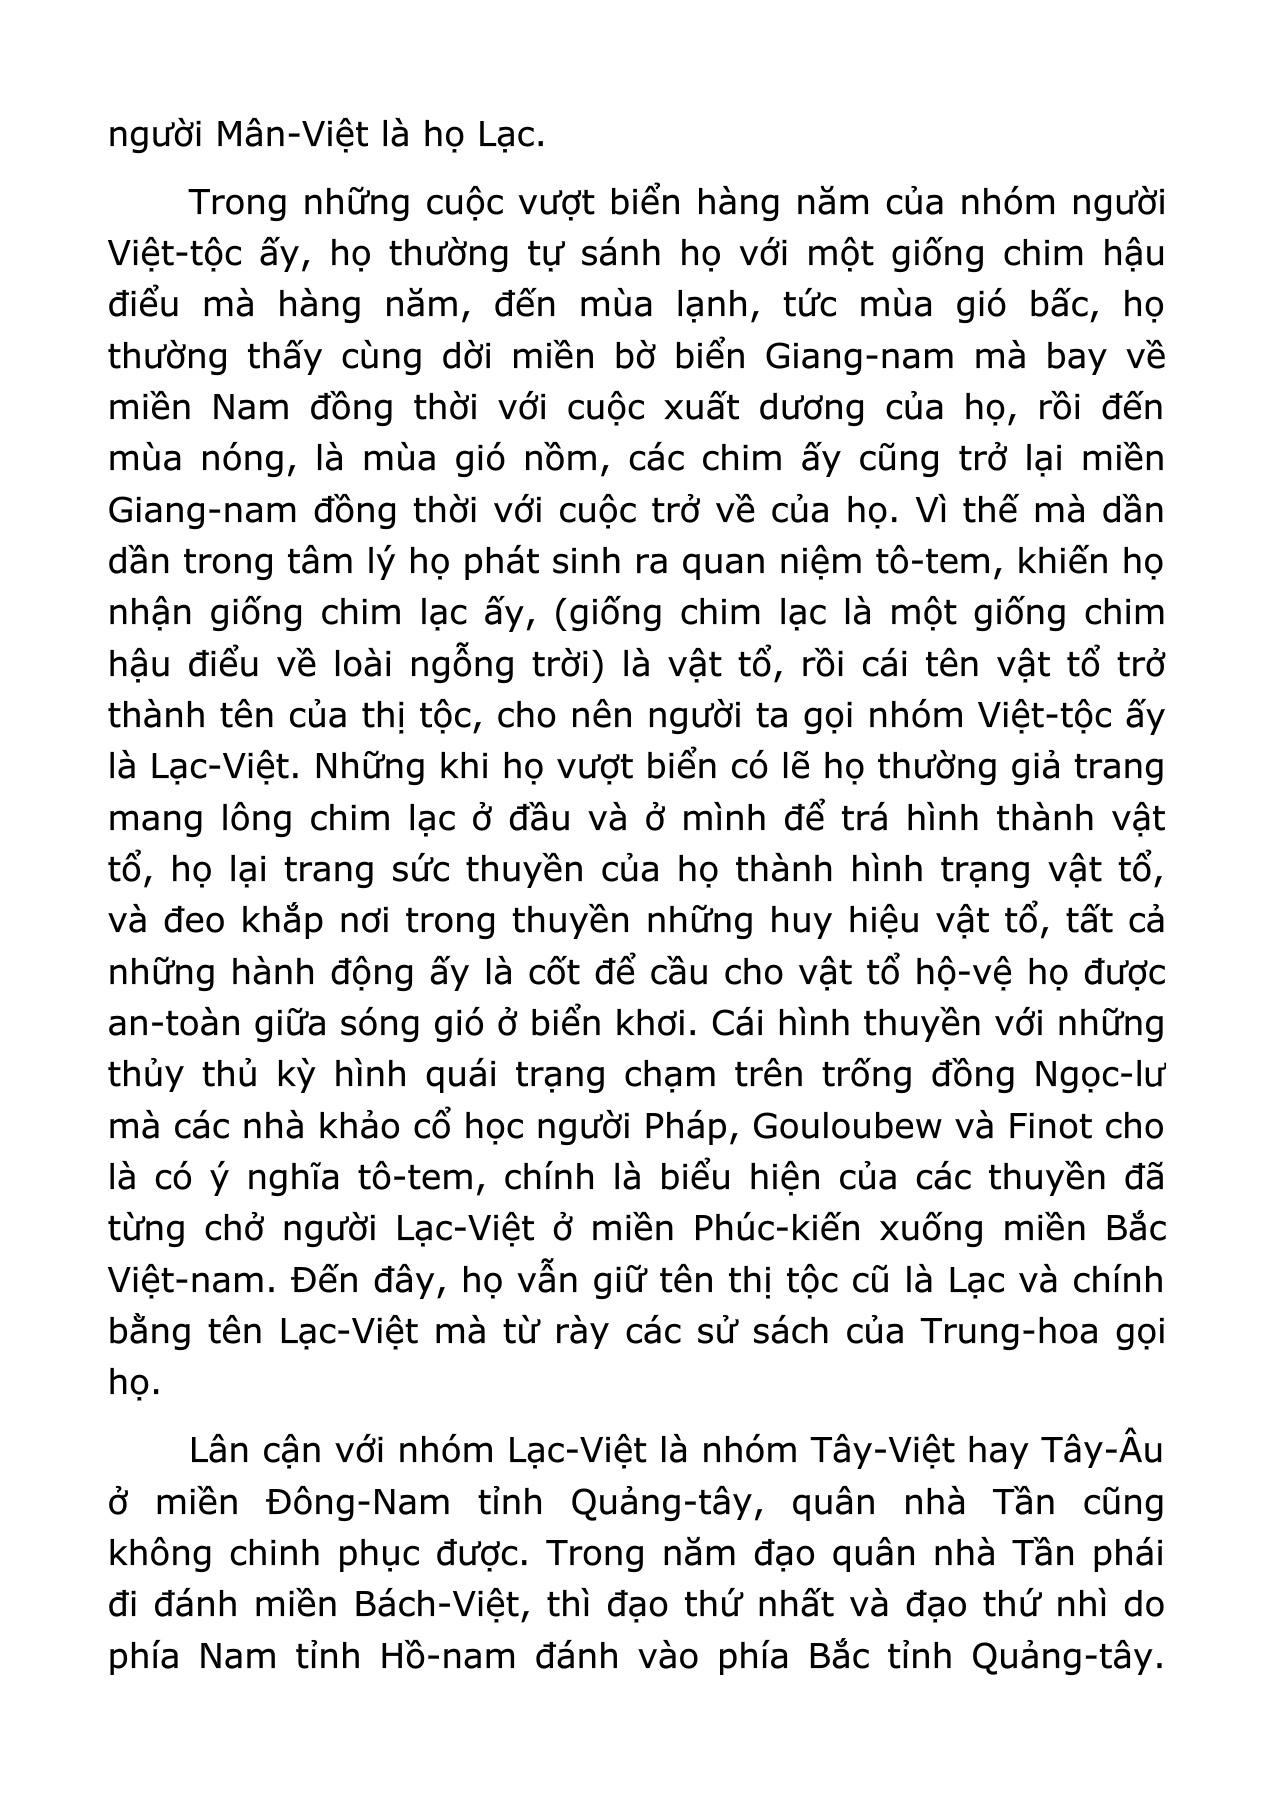 người Mân-Việt là họ Lạc.
Trong những cuộc vượt biển hàng năm của nhóm người
Việt-tộc ấy, họ thường tự sánh họ với một giống chim hậu
điểu mà hàng năm, đến mùa lạnh, tức mùa gió bấc, họ
thường thấy cùng dời miền bờ biển Giang-nam mà bay về
miền Nam đồng thời với cuộc xuất dương của họ, rồi đến
mùa nóng, là mùa gió nồm, các chim ấy cũng trở lại miền
Giang-nam đồng thời với cuộc trở về của họ. Vì thế mà dần
dần trong tâm lý họ phát sinh ra quan niệm tô-tem, khiến họ
nhận giống chim lạc ấy, (giống chim lạc là một giống chim
hậu điểu về loài ngỗng trời) là vật tổ, rồi cái tên vật tổ trở
thành tên của thị tộc, cho nên người ta gọi nhóm Việt-tộc ấy
là Lạc-Việt. Những khi họ vượt biển có lẽ họ thường giả trang
mang lông chim lạc ở đầu và ở mình để trá hình thành vật
tổ, họ lại trang sức thuyền của họ thành hình trạng vật tổ,
và đeo khắp nơi trong thuyền những huy hiệu vật tổ, tất cả
những hành động ấy là cốt để cầu cho vật tổ hộ-vệ họ được
an-toàn giữa sóng gió ở biển khơi. Cái hình thuyền với những
thủy thủ kỳ hình quái trạng chạm trên trống đồng Ngọc-lư
mà các nhà khảo cổ học người Pháp, Gouloubew và Finot cho
là có ý nghĩa tô-tem, chính là biểu hiện của các thuyền đã
từng chở người Lạc-Việt ở miền Phúc-kiến xuống miền Bắc
Việt-nam. Đến đây, họ vẫn giữ tên thị tộc cũ là Lạc và chính
bằng tên Lạc-Việt mà từ rày các sử sách của Trung-hoa gọi
họ.
Lân cận với nhóm Lạc-Việt là nhóm Tây-Việt hay Tây-Âu
ở miền Đông-Nam tỉnh Quảng-tây, quân nhà Tần cũng
không chinh phục được. Trong năm đạo quân nhà Tần phái
đi đánh miền Bách-Việt, thì đạo thứ nhất và đạo thứ nhì do
phía Nam tỉnh Hồ-nam đánh vào phía Bắc tỉnh Quảng-tây.